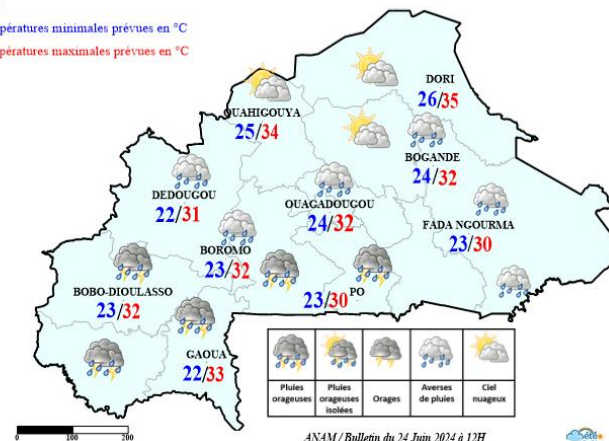 pératures minimales prévues en °C
pératures maximales prévues en °C
DORI
26/35
OUAHIGOUYA
25/34
BOGANDE
24/32
DEDOUGOU
22/31
OUAGADOUGOU
24/32
FADA NGOURMA
23/30
BOROMO
23/32
BOBO-DIOULASSO
23/32
PO
23/30
GAOUA
22/33
Pluies orageuses
Pluies orageuses isolées
Orages
Averses de pluies
Ciel nuageux
0 100 200
ANAM / Bulletin du 24 Juin 2024 à 12H